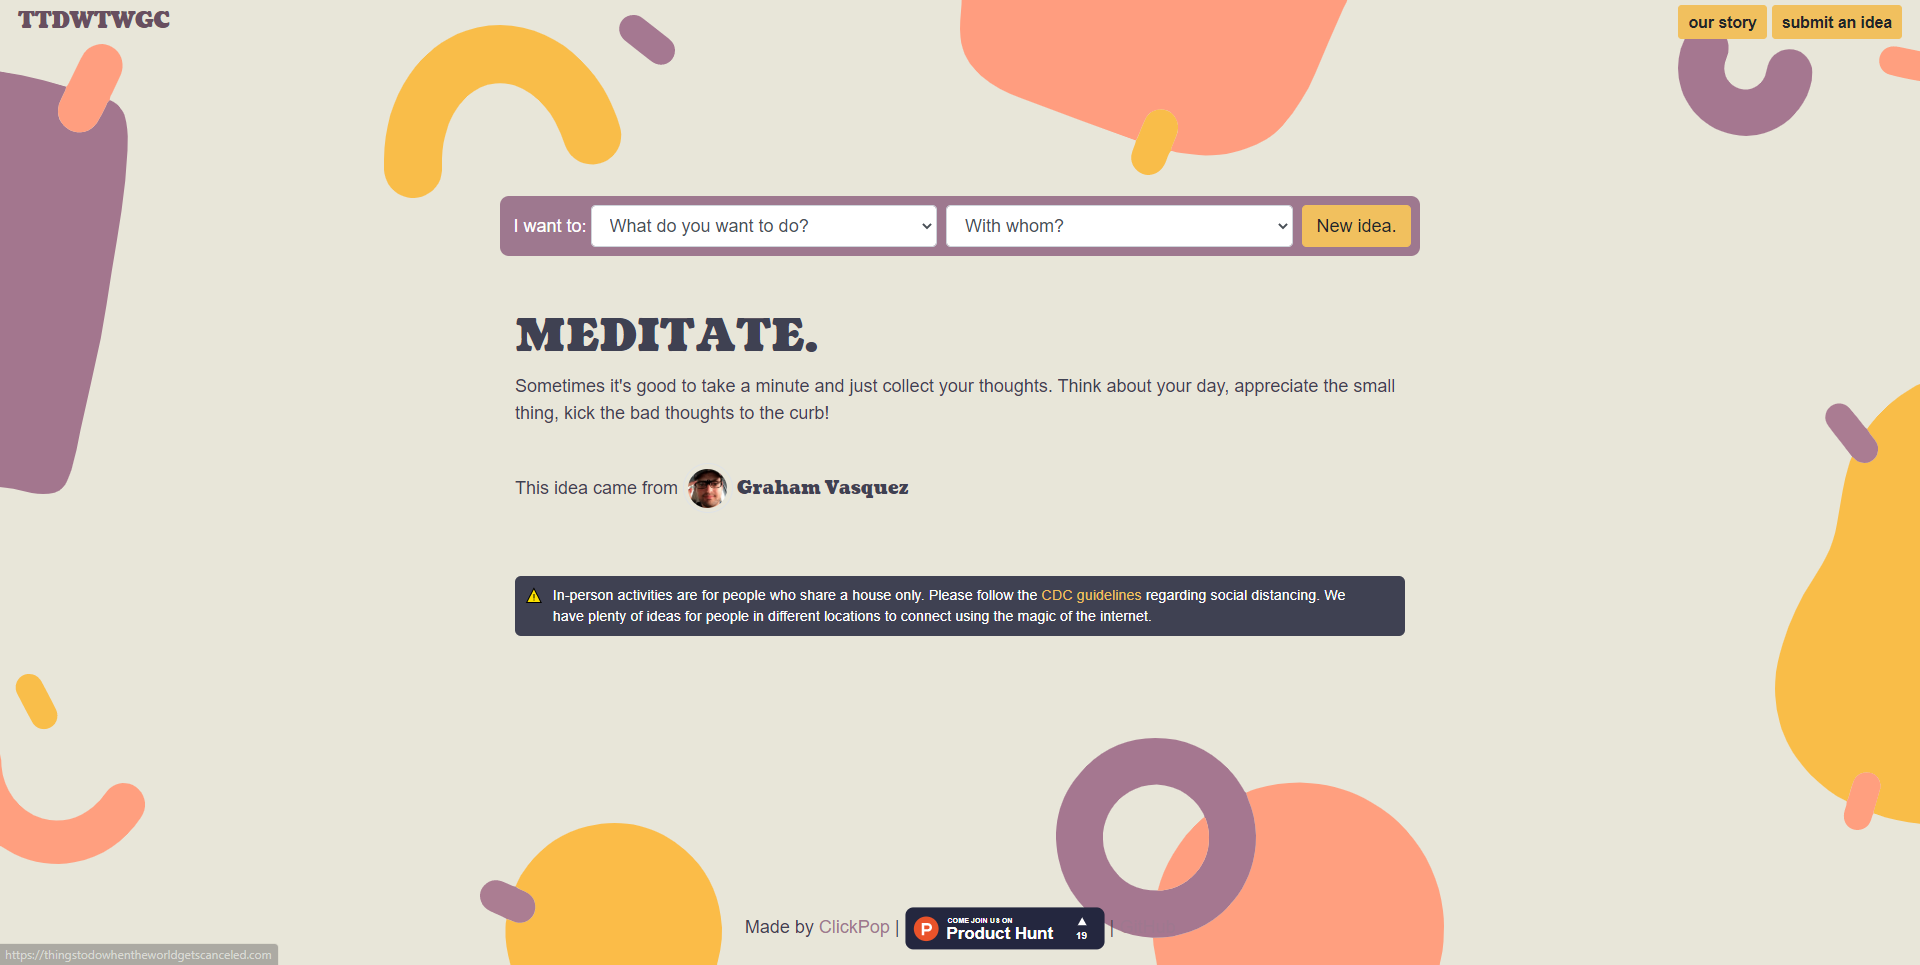 TTDWTWGC
our story
submit an idea
I want to:
What do you want to do?
With whom?
New idea.
MEDITATE.
Sometimes it's good to take a minute and just collect your thoughts. Think about your day, appreciate the small
thing, kick the bad thoughts to the curb!
This idea came from Graham Vasquez
In-person activities are for people who share a house only. Please follow the CDC guidelines regarding social distancing. We
have plenty of ideas for people in different locations to connect using the magic of the internet.
Made by ClickPop |
P
COME JOIN US ON
Product Hunt
19
|
https://thingstodowhentheworldgetscanceled.com